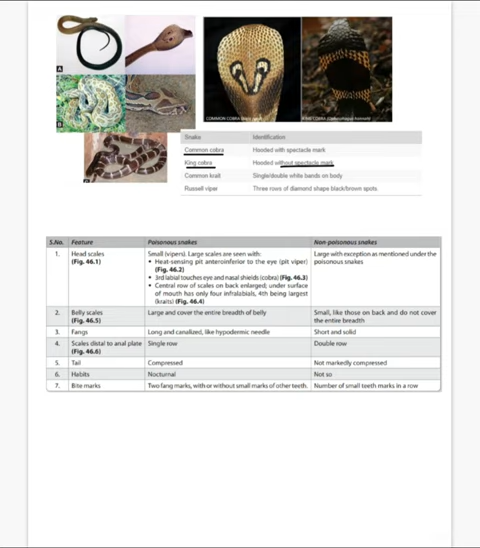 A
B
COMMON COBRA
KING COBRA
Snake Identification
Common cobra Hooded with spectacle mark
King cobra Hooded without spectacle mark
Common krait Single/double white bands on body
Russell viper Three rows of diamond shape black/brown spots.
S.No. Feature Poisonous snakes Non-poisonous snakes
1. Head scales Small (vipers). Large scales are seen with: Large with exception as mentioned under the
(Fig. 46.1) • Heat-sensing pit anteroinferior to the eye (pit viper) poisonous snakes
(Fig. 46.2)
• 3rd labial touches eye and nasal shields (cobra) (Fig. 46.3)
• Central row of scales on back enlarged; under surface
of mouth has only four infralabials, 4th being largest
(kraits) (Fig. 46.4)
2. Belly scales Large and cover the entire breadth of belly Small, like those on back and do not cover
(Fig. 46.5) the entire breadth
3. Fangs Long and canalized, like hypodermic needle Short and solid
4. Scales distal to anal plate Single row Double row
(Fig. 46.6)
5. Tail Compressed Not markedly compressed
6. Habits Nocturnal Not so
7. Bite marks Two fang marks, with or without small marks of other teeth. Number of small teeth marks in a row